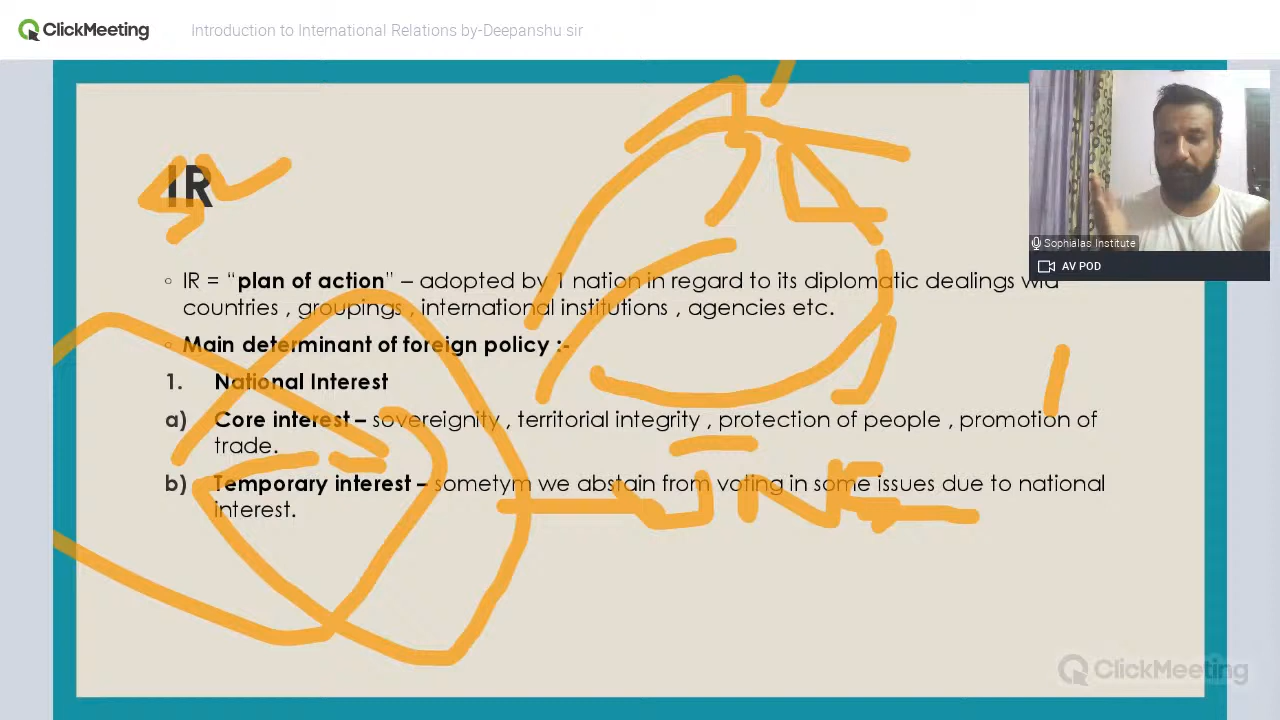 ClickMeeting
Introduction to International Relations by-Deepanshu sir
IR
IR = “plan of action” – adopted by 1 nation in regard to its diplomatic dealings wid
countries , groupings , international institutions , agencies etc.
Main determinant of foreign policy :-
1. National Interest
a) Core interest – sovereignity , territorial integrity , protection of people , promotion of
trade.
b) Temporary interest – sometym we abstain from voting in some issues due to national
interest.
Sophialas Institute
AV POD
ClickMeeting